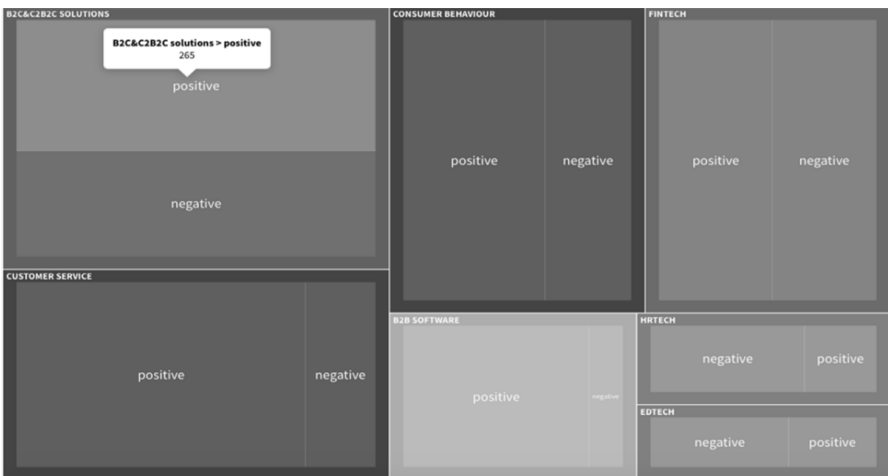 B2C&C2B2C SOLUTIONS
B2C&C2B2C solutions > positive
265
positive
negative
CUSTOMER SERVICE
positive
negative
CONSUMER BEHAVIOUR
positive
negative
FINTECH
positive
negative
B2B SOFTWARE
positive
negative
HRTECH
negative
positive
EDTECH
negative
positive